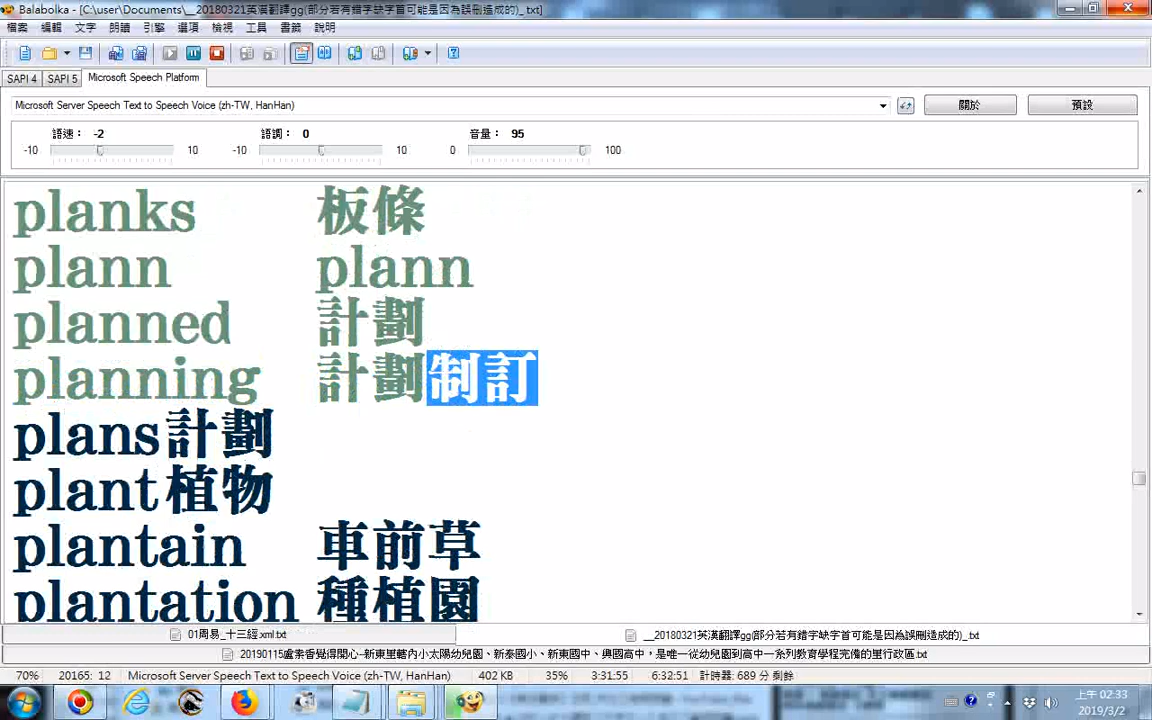 Balabolka - [C:\user\Documents\__20180321英漢翻譯gg(部分若有錯字缺字首可能是因為誤刪造成的)_.txt]
檔案 編輯 文字 朗讀 引擎 選項 檢視 工具 書籤 說明
SAPI 4 SAPI 5 Microsoft Speech Platform
Microsoft Server Speech Text to Speech Voice (zh-TW, HanHan) 關於 預設
語速： -2 語調： 0 音量： 95
-10 10 -10 10 0 100
planks 板條
plann plann
planned 計劃
planning 計劃制訂
plans計劃
plant植物
plantain 車前草
plantation 種植園
01周易_十三經.xml.txt __20180321英漢翻譯gg(部分若有錯字缺字首可能是因為誤刪造成的)_.txt
20190115盧素香覺得開心-新東里轄內小太陽幼兒園、新泰國小、新東國中、興國高中，是唯一從幼兒園到高中一系列教育學程完備的里行政區.txt
70% 20165: 12 Microsoft Server Speech Text to Speech Voice (zh-TW, HanHan) 402 KB 35% 3:31:55 6:32:51 計時器: 689 分 剩餘
上午 02:33
2019/3/2